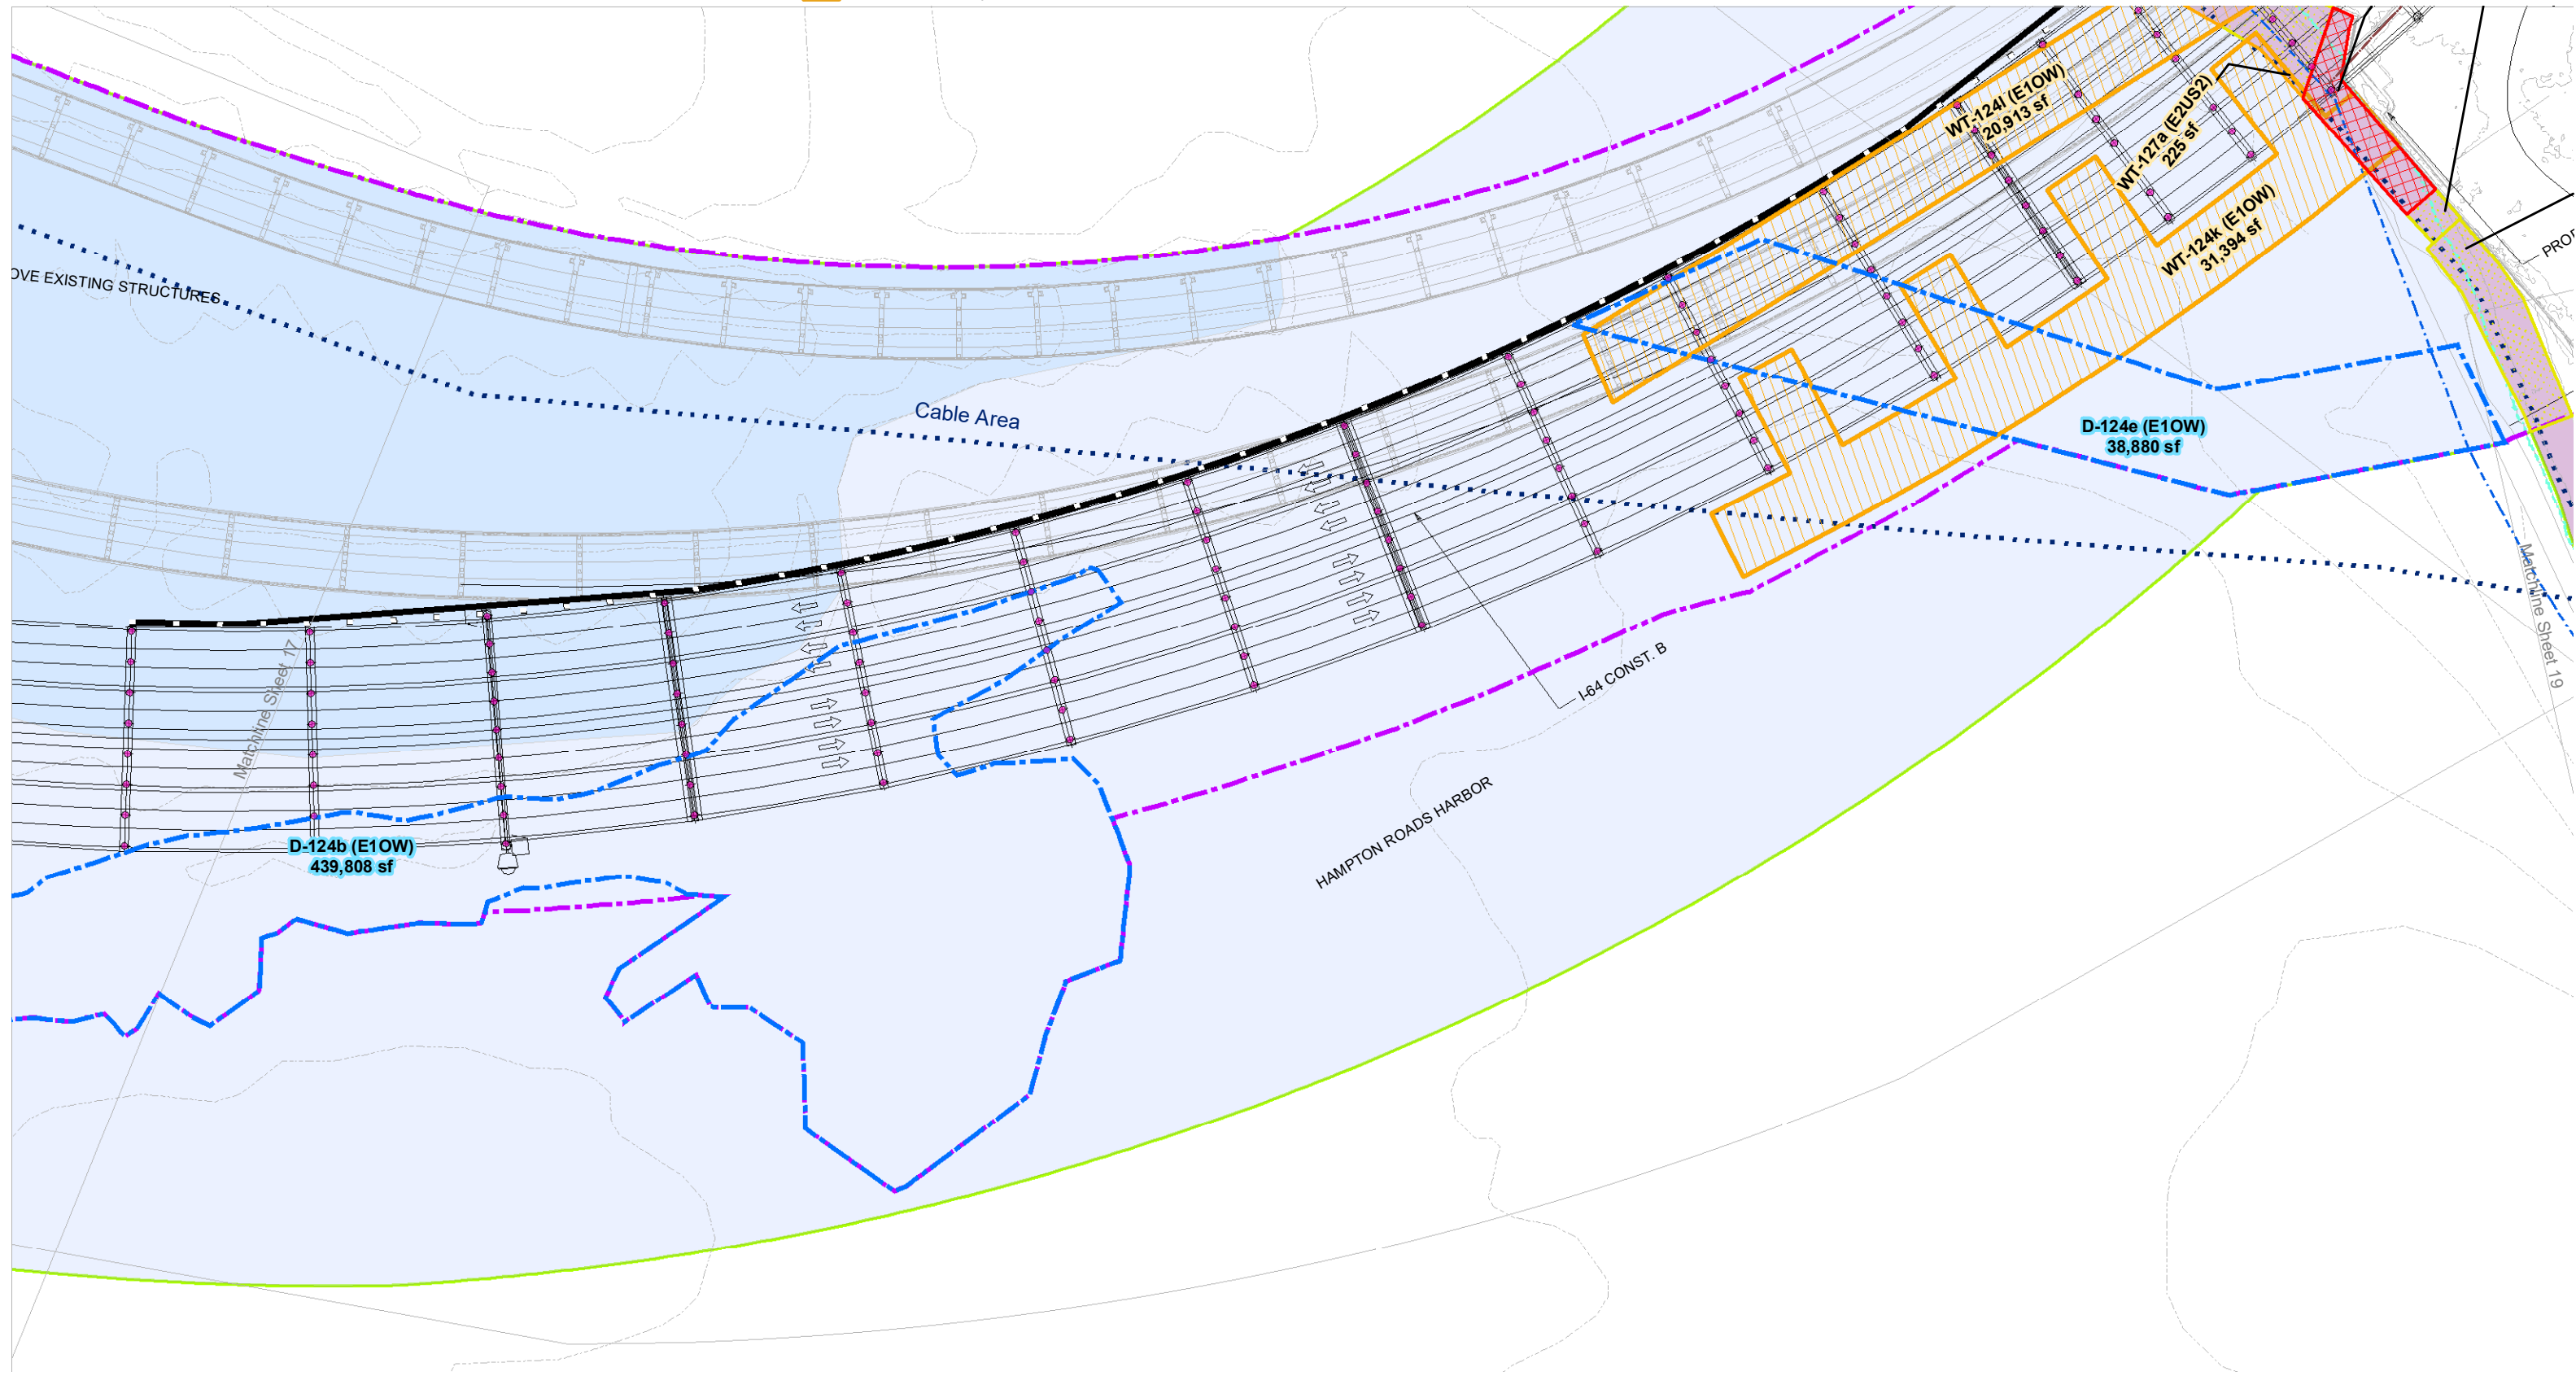 WT-124l (E1OW)
20,913 sf
WT-127a (E2US2)
225 sf
WT-124k (E1OW)
31,394 sf
OVE EXISTING STRUCTURES
Cable Area
D-124e (E1OW)
38,880 sf
Matchline Sheet 17
Matchline Sheet 19
I-64 CONST. B
HAMPTON ROADS HARBOR
D-124b (E1OW)
439,808 sf